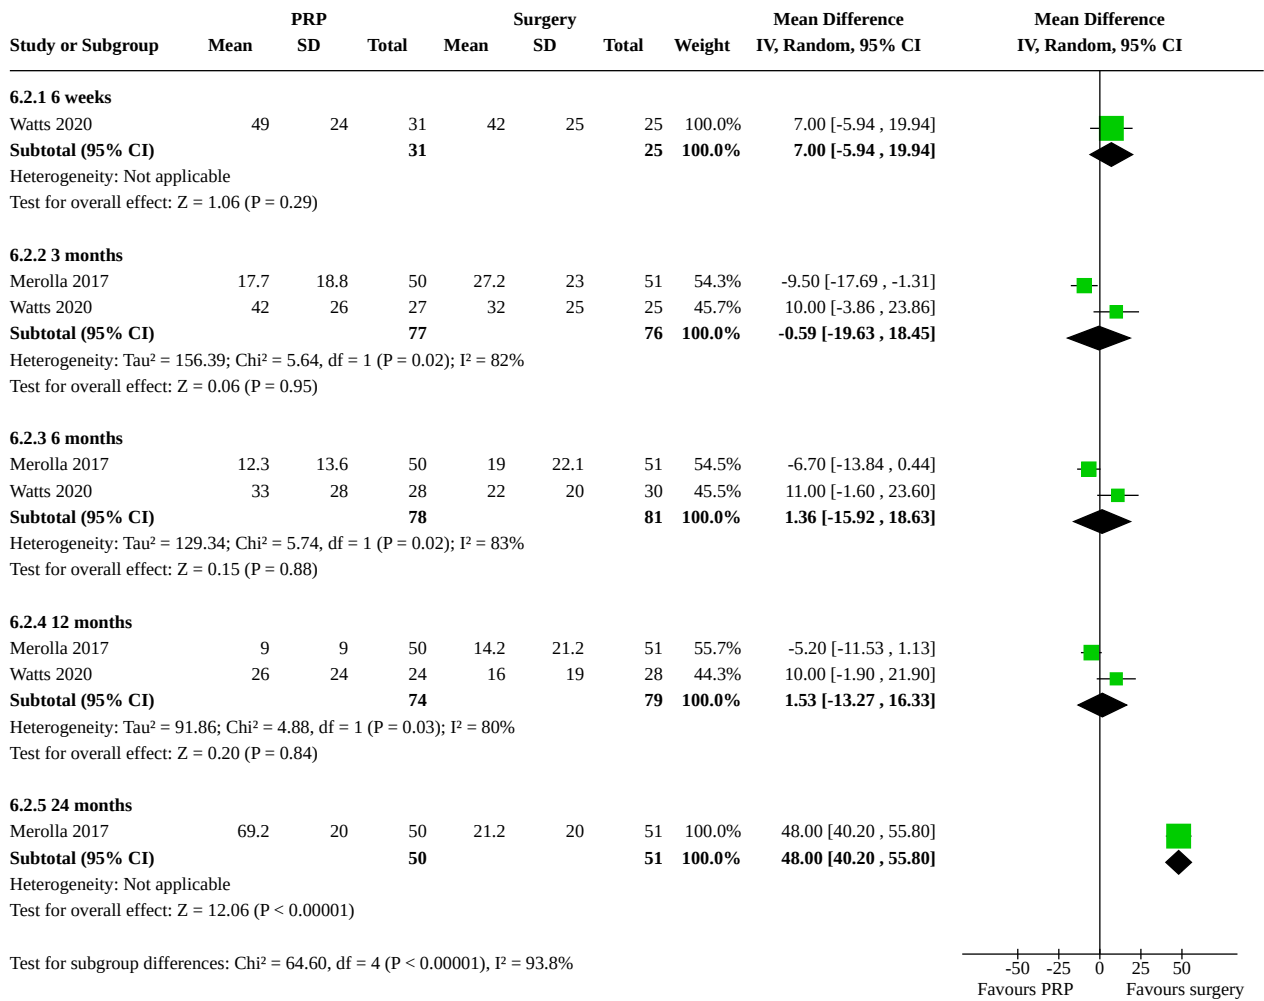 PRP Surgery Mean Difference Mean Difference
Study or Subgroup Mean SD Total Mean SD Total Weight IV, Random, 95% CI IV, Random, 95% CI
6.2.1 6 weeks
Watts 2020 49 24 31 42 25 25 100.0% 7.00 [-5.94 , 19.94]
Subtotal (95% CI) 31 25 100.0% 7.00 [-5.94 , 19.94]
Heterogeneity: Not applicable
Test for overall effect: Z = 1.06 (P = 0.29)
6.2.2 3 months
Merolla 2017 17.7 18.8 50 27.2 23 51 54.3% -9.50 [-17.69 , -1.31]
Watts 2020 42 26 27 32 25 25 45.7% 10.00 [-3.86 , 23.86]
Subtotal (95% CI) 77 76 100.0% -0.59 [-19.63 , 18.45]
Heterogeneity: Tau² = 156.39; Chi² = 5.64, df = 1 (P = 0.02); I² = 82%
Test for overall effect: Z = 0.06 (P = 0.95)
6.2.3 6 months
Merolla 2017 12.3 13.6 50 19 22.1 51 54.5% -6.70 [-13.84 , 0.44]
Watts 2020 33 28 28 22 20 30 45.5% 11.00 [-1.60 , 23.60]
Subtotal (95% CI) 78 81 100.0% 1.36 [-15.92 , 18.63]
Heterogeneity: Tau² = 129.34; Chi² = 5.74, df = 1 (P = 0.02); I² = 83%
Test for overall effect: Z = 0.15 (P = 0.88)
6.2.4 12 months
Merolla 2017 9 9 50 14.2 21.2 51 55.7% -5.20 [-11.53 , 1.13]
Watts 2020 26 24 24 16 19 28 44.3% 10.00 [-1.90 , 21.90]
Subtotal (95% CI) 74 79 100.0% 1.53 [-13.27 , 16.33]
Heterogeneity: Tau² = 91.86; Chi² = 4.88, df = 1 (P = 0.03); I² = 80%
Test for overall effect: Z = 0.20 (P = 0.84)
6.2.5 24 months
Merolla 2017 69.2 20 50 21.2 20 51 100.0% 48.00 [40.20 , 55.80]
Subtotal (95% CI) 50 51 100.0% 48.00 [40.20 , 55.80]
Heterogeneity: Not applicable
Test for overall effect: Z = 12.06 (P < 0.00001)
Test for subgroup differences: Chi² = 64.60, df = 4 (P < 0.00001), I² = 93.8%
-50 -25 0 25 50
Favours PRP Favours surgery